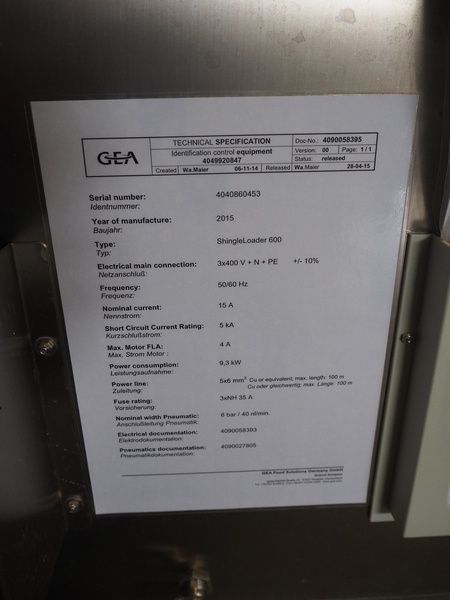 GEA
TECHNICAL SPECIFICATION
Identification control equipment
4049920847
Created Wa.Maier 06-11-14 Released Wa.Maier 28-04-15
Doc-No.: 4090058395
Version: 00 Page: 1 / 1
Status: released
Serial number: 4040860453
Identnummer:
Year of manufacture: 2015
Baujahr:
Type: ShingleLoader 600
Typ:
Electrical main connection: 3x400 V + N + PE +/- 10%
Netzanschluß:
Frequency: 50/60 Hz
Frequenz:
Nominal current: 15 A
Nennstrom:
Short Circuit Current Rating: 5 kA
Kurzschlußstrom:
Max. Motor FLA: 4 A
Max. Strom Motor :
Power consumption: 9,3 kW
Leistungsaufnahme:
Power line: 5x6 mm² Cu or equivalent, max. length: 100 m
Zuleitung: Cu oder gleichwertig; max. Länge: 100 m
Fuse rating: 3xNH 35 A
Vorsicherung:
Nominal width Pneumatic: 6 bar / 40 nl/min.
Anschlußleitung Pneumatik:
Electrical documentation: 4090058393
Elektrodokumentation:
Pneumatics documentation: 4090027805
Pneumatikdokumentation:
GEA Food Solutions Germany GmbH